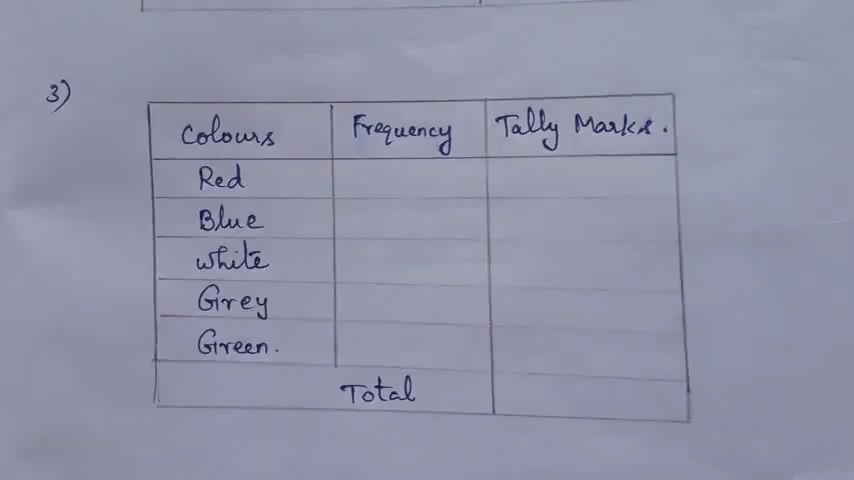 3)
Colours Frequency Tally Marks.
Red
Blue
white
Grey
Green.
Total